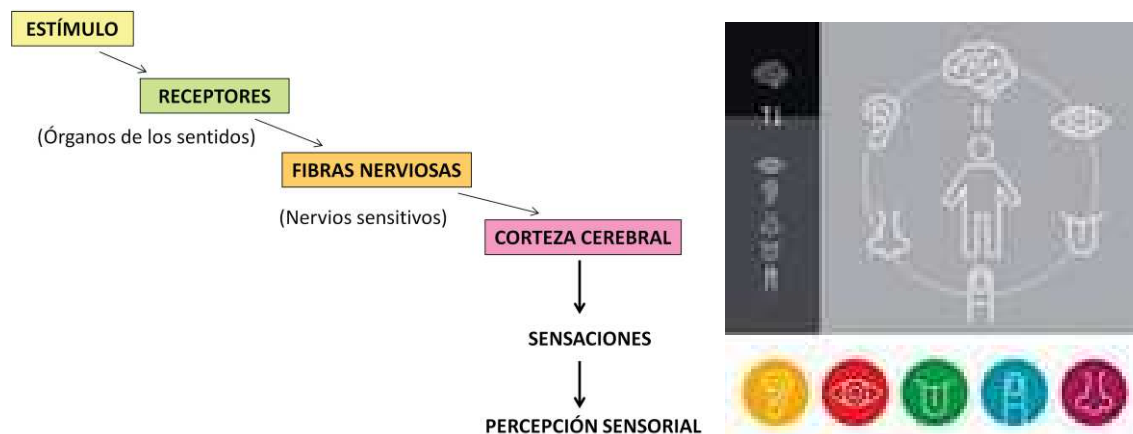 ESTÍMULO
RECEPTORES
(Órganos de los sentidos)
FIBRAS NERVIOSAS
(Nervios sensitivos)
CORTEZA CEREBRAL
SENSACIONES
PERCEPCIÓN SENSORIAL